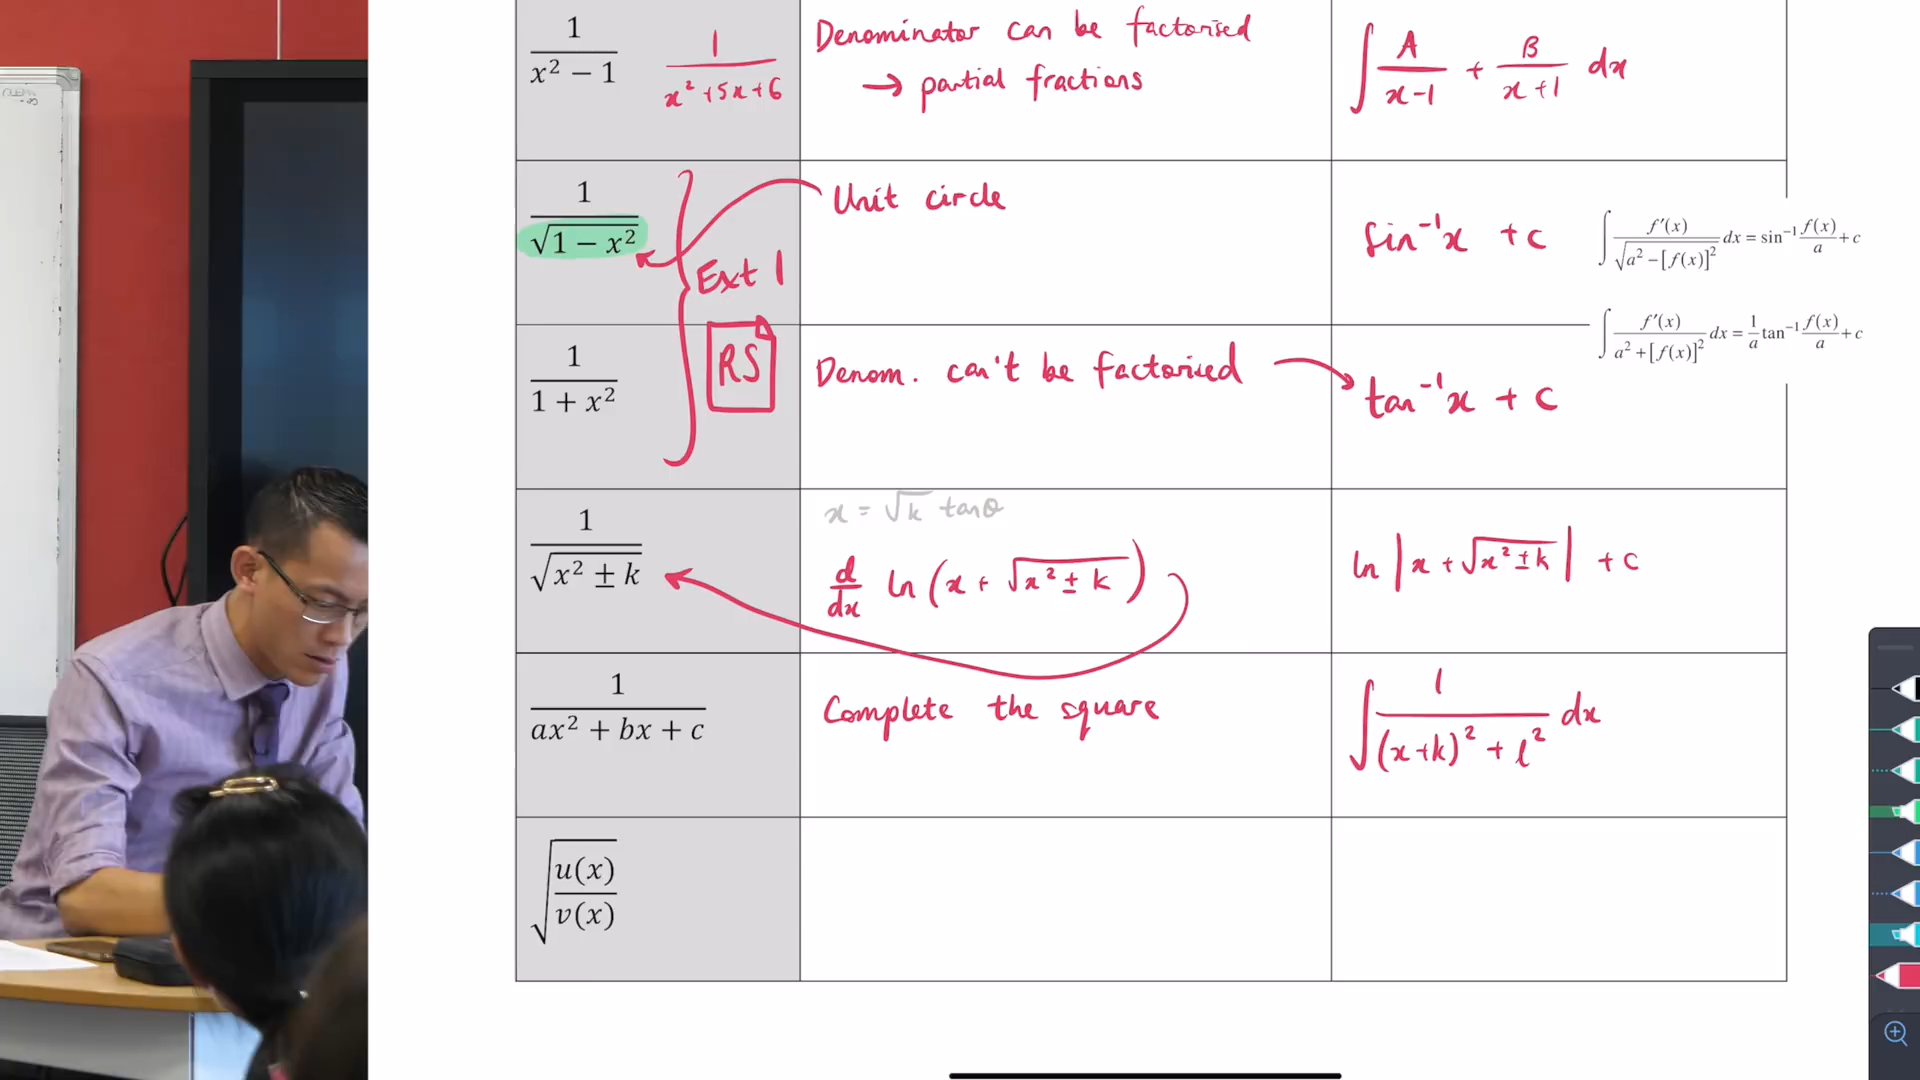 1/(x² − 1)   1/(x² + 5x + 6)
Denominator can be factorised
→ partial fractions
∫ A/(x−1) + B/(x+1) dx
1/√(1 − x²)
Ext 1
Unit circle
sin⁻¹x + c
∫ f′(x)/√(a² − [f(x)]²) dx = sin⁻¹ f(x)/a + c
1/(1 + x²)
RS
Denom. can't be factorised
tan⁻¹x + c
∫ f′(x)/(a² + [f(x)]²) dx = 1/a tan⁻¹ f(x)/a + c
1/√(x² ± k)
x = √k tanθ
d/dx ln(x + √(x² ± k))
ln|x + √(x² ± k)| + c
1/(ax² + bx + c)
Complete the square
∫ 1/((x+k)² + l²) dx
√(u(x)/v(x))